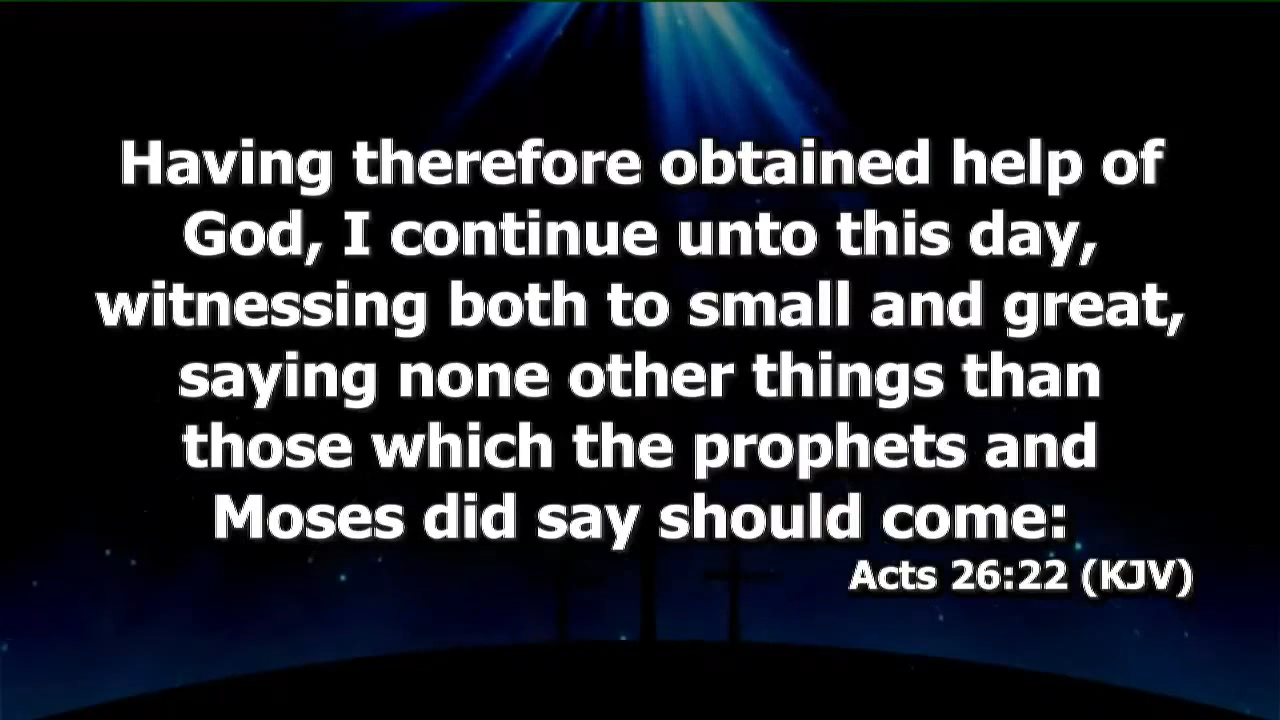 Having therefore obtained help of
God, I continue unto this day,
witnessing both to small and great,
saying none other things than
those which the prophets and
Moses did say should come:
Acts 26:22 (KJV)